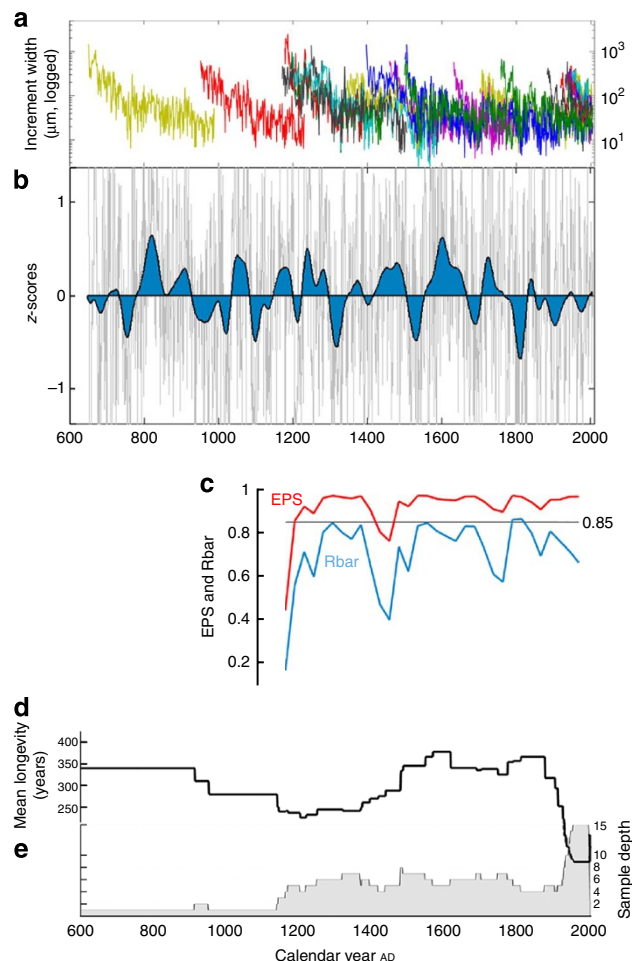 a
Increment width
(µm, logged)
10³
10²
10¹
b
z-scores
1
0
–1
600 800 1000 1200 1400 1600 1800 2000
c
EPS and Rbar
1
0.8
0.6
0.4
0.2
EPS
0.85
Rbar
d
Mean longevity
(years)
400
350
300
250
e
15
10
8
6
4
2
Sample depth
600 800 1000 1200 1400 1600 1800 2000
Calendar year AD